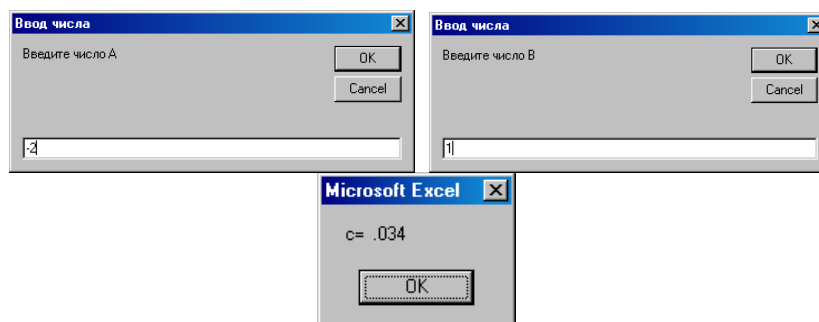 Ввод числа
Введите число А
OK
Cancel
-2
Ввод числа
Введите число В
OK
Cancel
1
Microsoft Excel
c= .034
OK